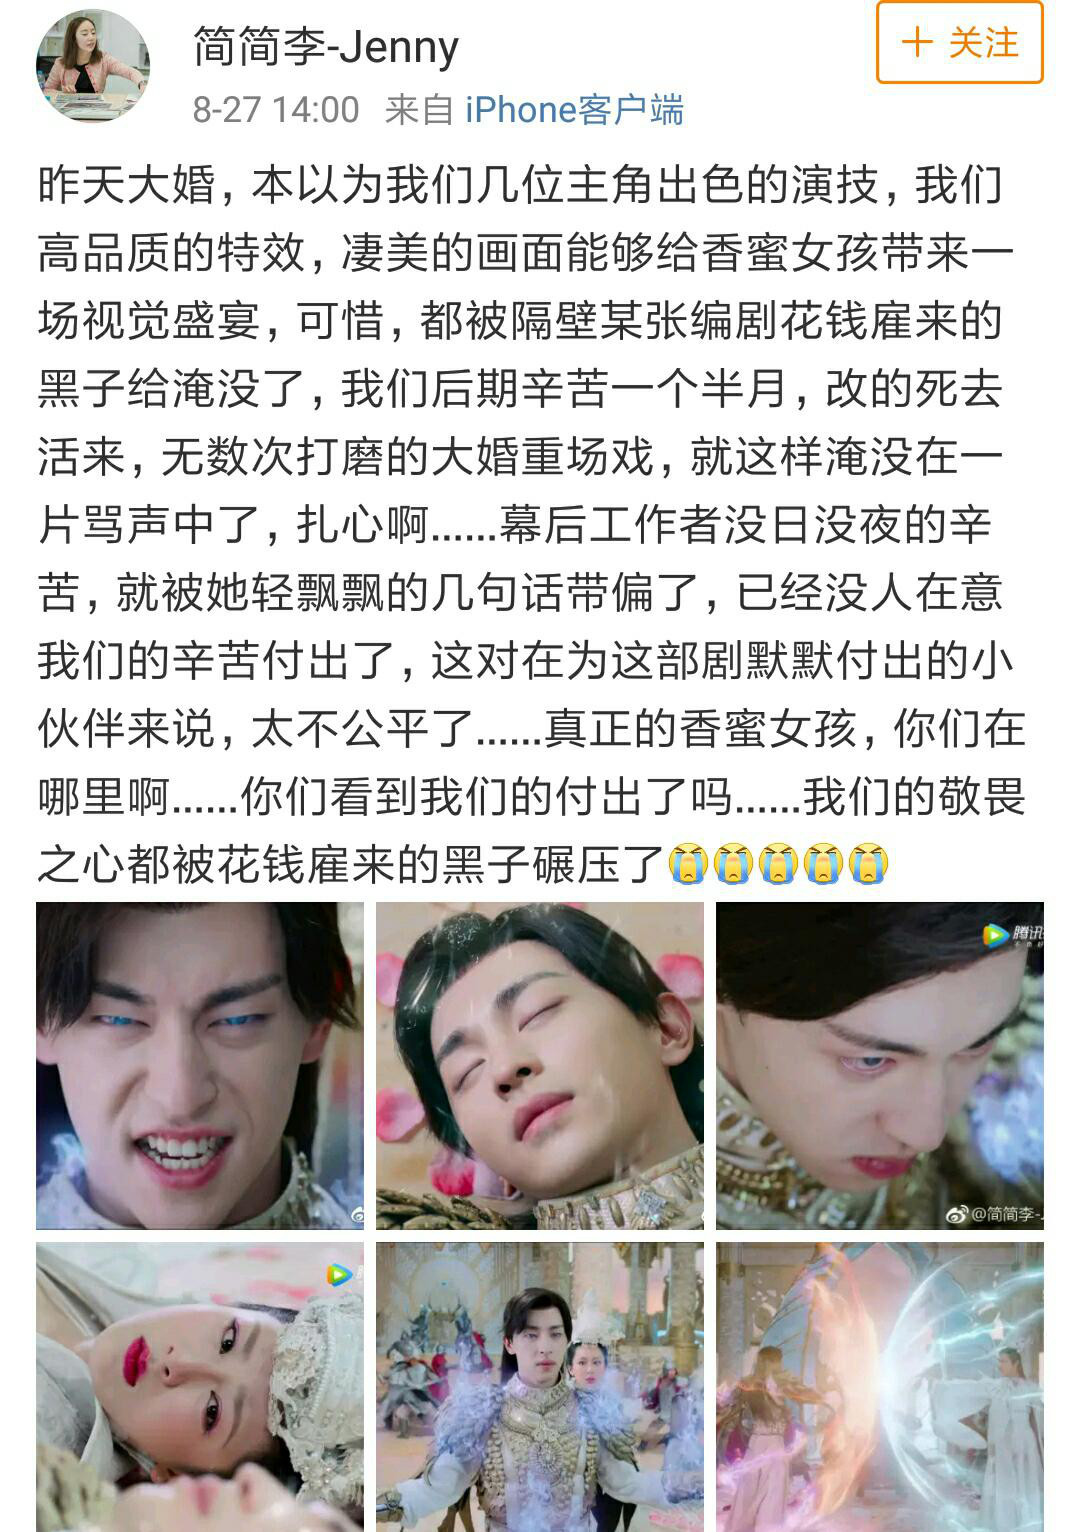 简简李-Jenny
+ 关注
8-27 14:00 来自 iPhone客户端
昨天大婚，本以为我们几位主角出色的演技，我们
高品质的特效，凄美的画面能够给香蜜女孩带来一
场视觉盛宴，可惜，都被隔壁某张编剧花钱雇来的
黑子给淹没了，我们后期辛苦一个半月，改的死去
活来，无数次打磨的大婚重场戏，就这样淹没在一
片骂声中了，扎心啊......幕后工作者没日没夜的辛
苦，就被她轻飘飘的几句话带偏了，已经没人在意
我们的辛苦付出了，这对在为这部剧默默付出的小
伙伴来说，太不公平了......真正的香蜜女孩，你们在
哪里啊......你们看到我们的付出了吗......我们的敬畏
之心都被花钱雇来的黑子碾压了😭😭😭😭😭
腾讯
@简简李-